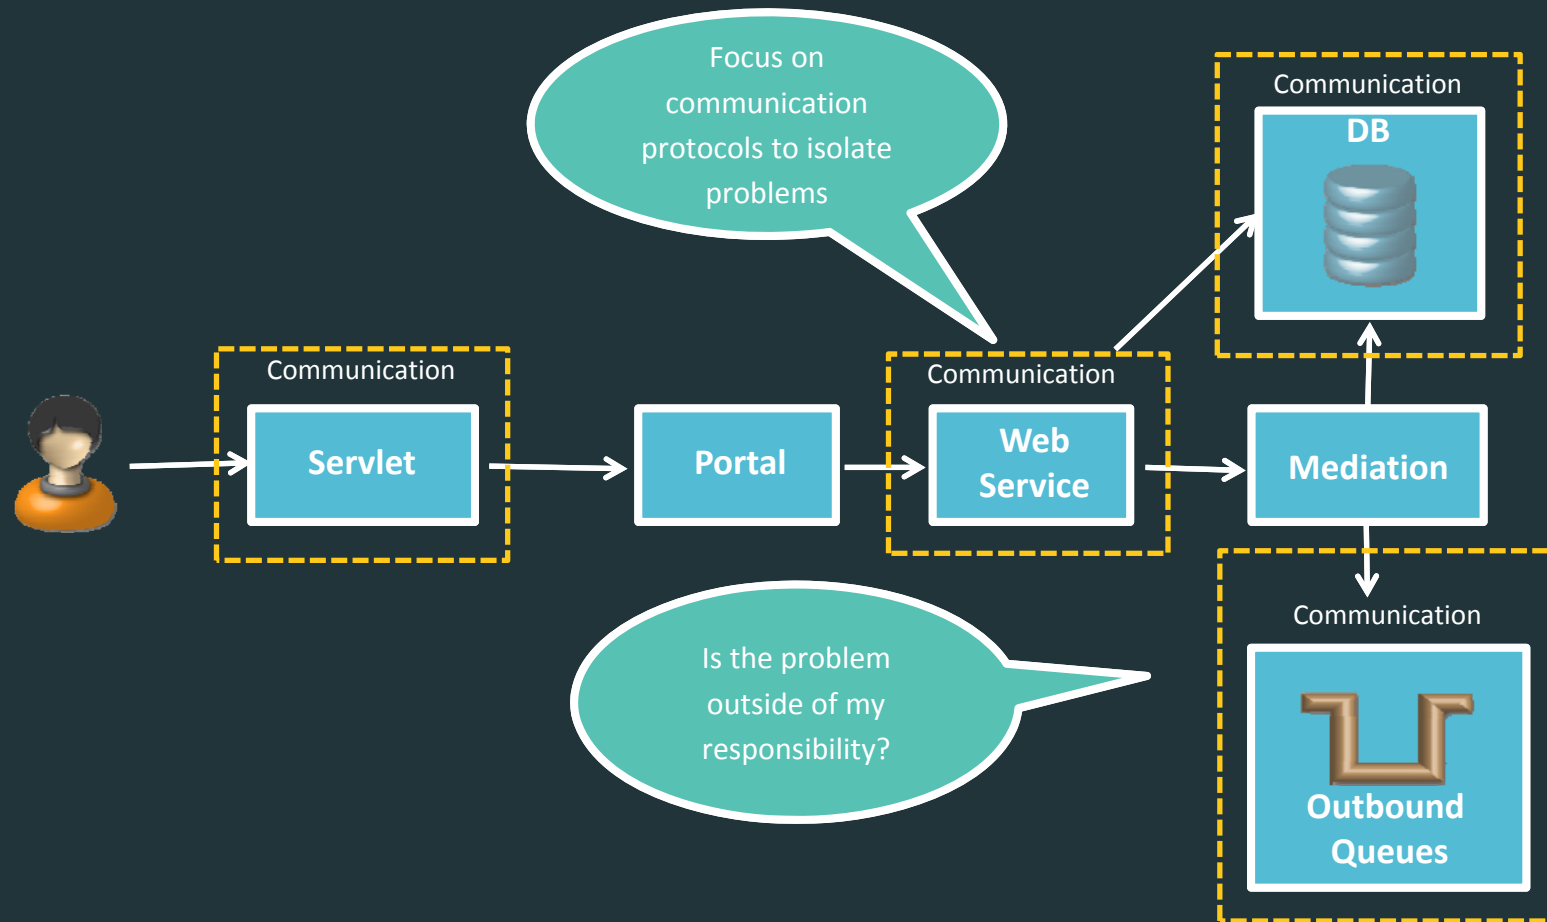 Focus on
communication
protocols to isolate
problems
Communication
DB
Communication
Servlet
Portal
Communication
Web
Service
Mediation
Is the problem
outside of my
responsibility?
Communication
Outbound
Queues